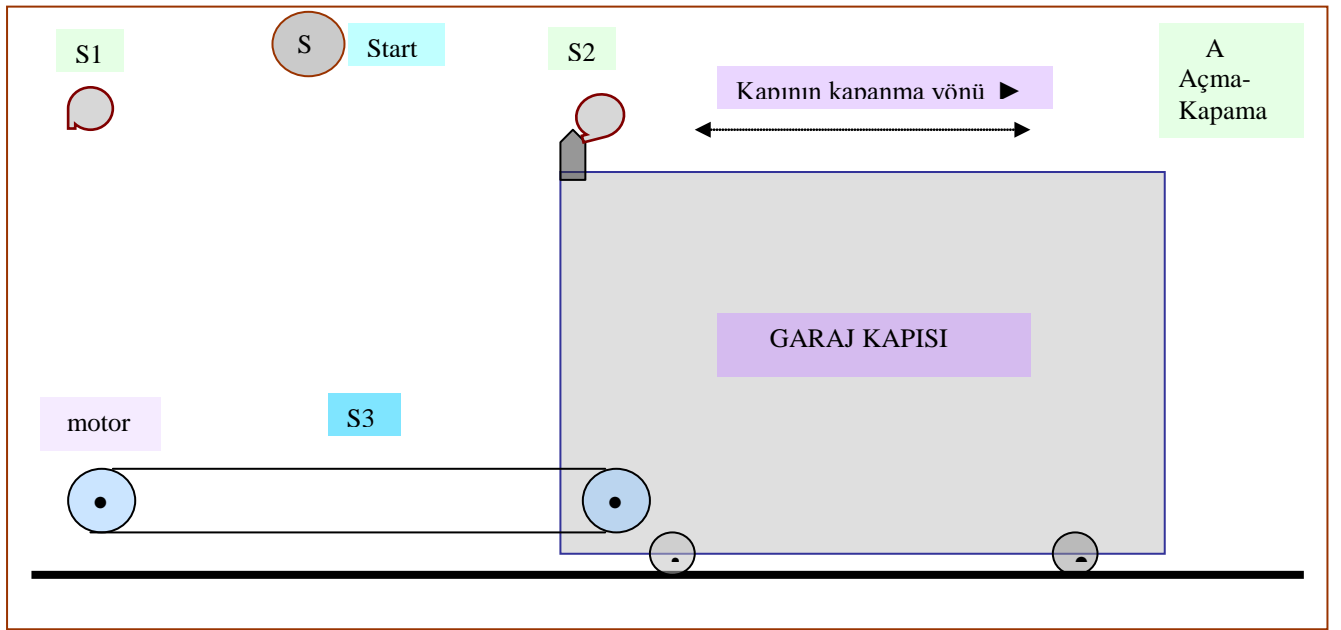 S1
S
Start
S2
Kapının kapanma yönü ►
A
Açma-
Kapama
GARAJ KAPISI
motor
S3